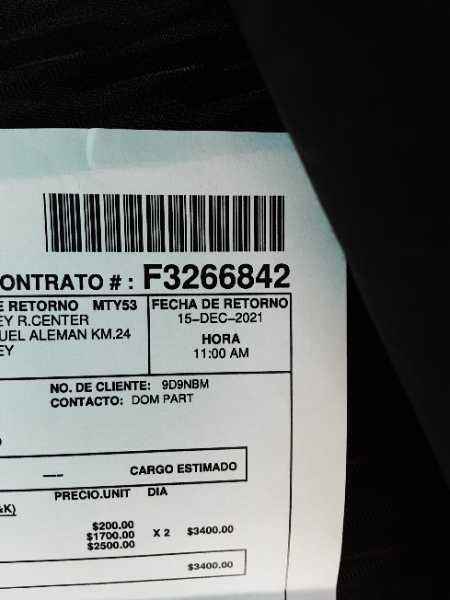 ONTRATO # : F3266842
E RETORNO MTY53
EY R.CENTER
UEL ALEMAN KM.24
EY
FECHA DE RETORNO
15-DEC-2021
HORA
11:00 AM
NO. DE CLIENTE: 9D9NBM
CONTACTO: DOM PART
CARGO ESTIMADO
PRECIO.UNIT DIA
&K)
$200.00
$1700.00 X 2 $3400.00
$2500.00
$3400.00